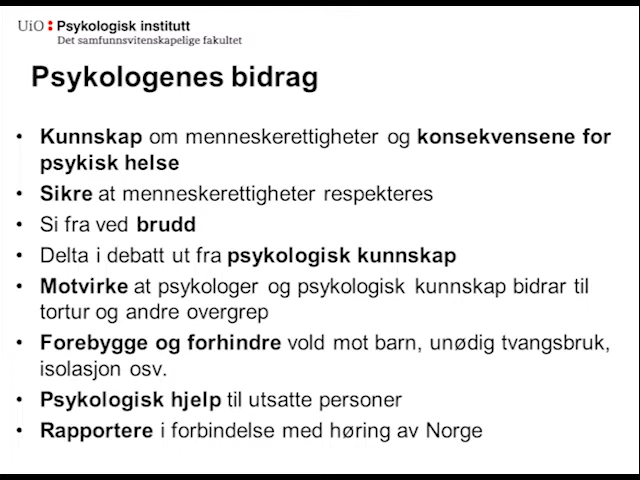 UiO: Psykologisk institutt
Det samfunnsvitenskapelige fakultet
Psykologenes bidrag
• Kunnskap om menneskerettigheter og konsekvensene for
psykisk helse
• Sikre at menneskerettigheter respekteres
• Si fra ved brudd
• Delta i debatt ut fra psykologisk kunnskap
• Motvirke at psykologer og psykologisk kunnskap bidrar til
tortur og andre overgrep
• Forebygge og forhindre vold mot barn, unødig tvangsbruk,
isolasjon osv.
• Psykologisk hjelp til utsatte personer
• Rapportere i forbindelse med høring av Norge